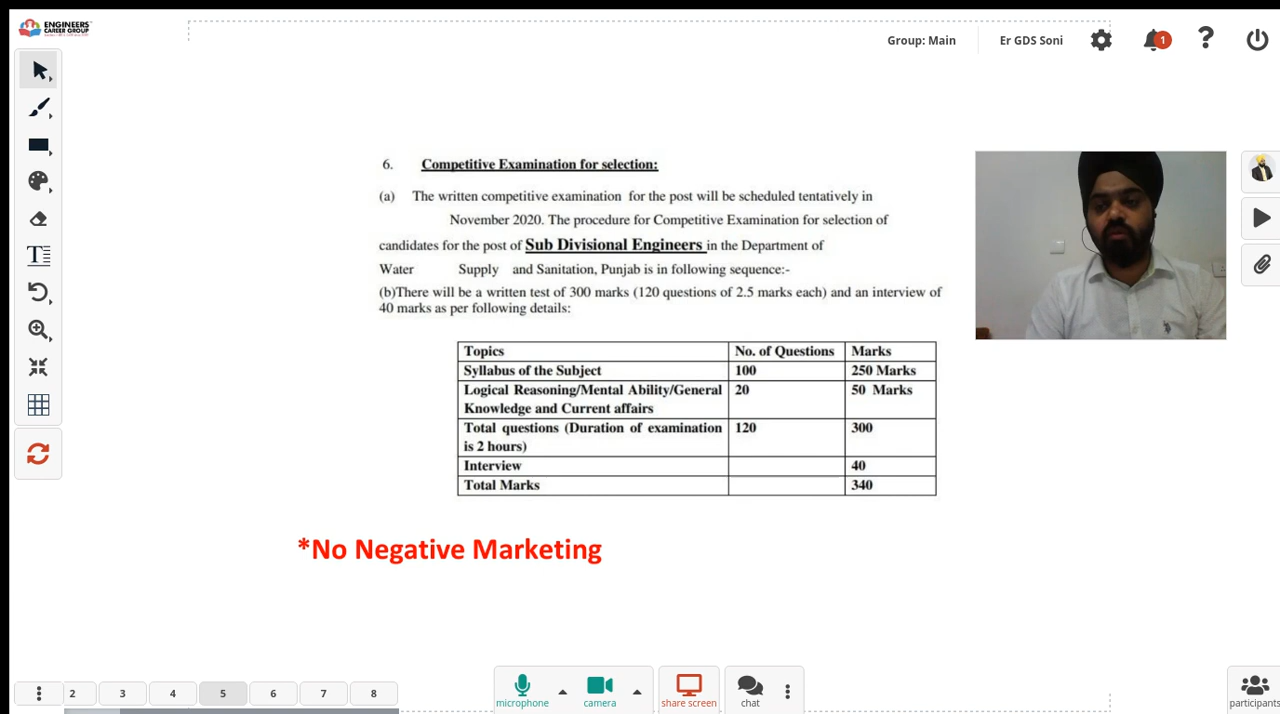 ENGINEERS
CAREER GROUP
Group: Main
Er GDS Soni
1
?
6. Competitive Examination for selection:
(a) The written competitive examination for the post will be scheduled tentatively in
November 2020. The procedure for Competitive Examination for selection of
candidates for the post of Sub Divisional Engineers in the Department of
Water Supply and Sanitation, Punjab is in following sequence:-
(b)There will be a written test of 300 marks (120 questions of 2.5 marks each) and an interview of
40 marks as per following details:
Topics No. of Questions Marks
Syllabus of the Subject 100 250 Marks
Logical Reasoning/Mental Ability/General 20 50 Marks
Knowledge and Current affairs
Total questions (Duration of examination 120 300
is 2 hours)
Interview 40
Total Marks 340
*No Negative Marketing
2 3 4 5 6 7 8
microphone camera share screen chat participants